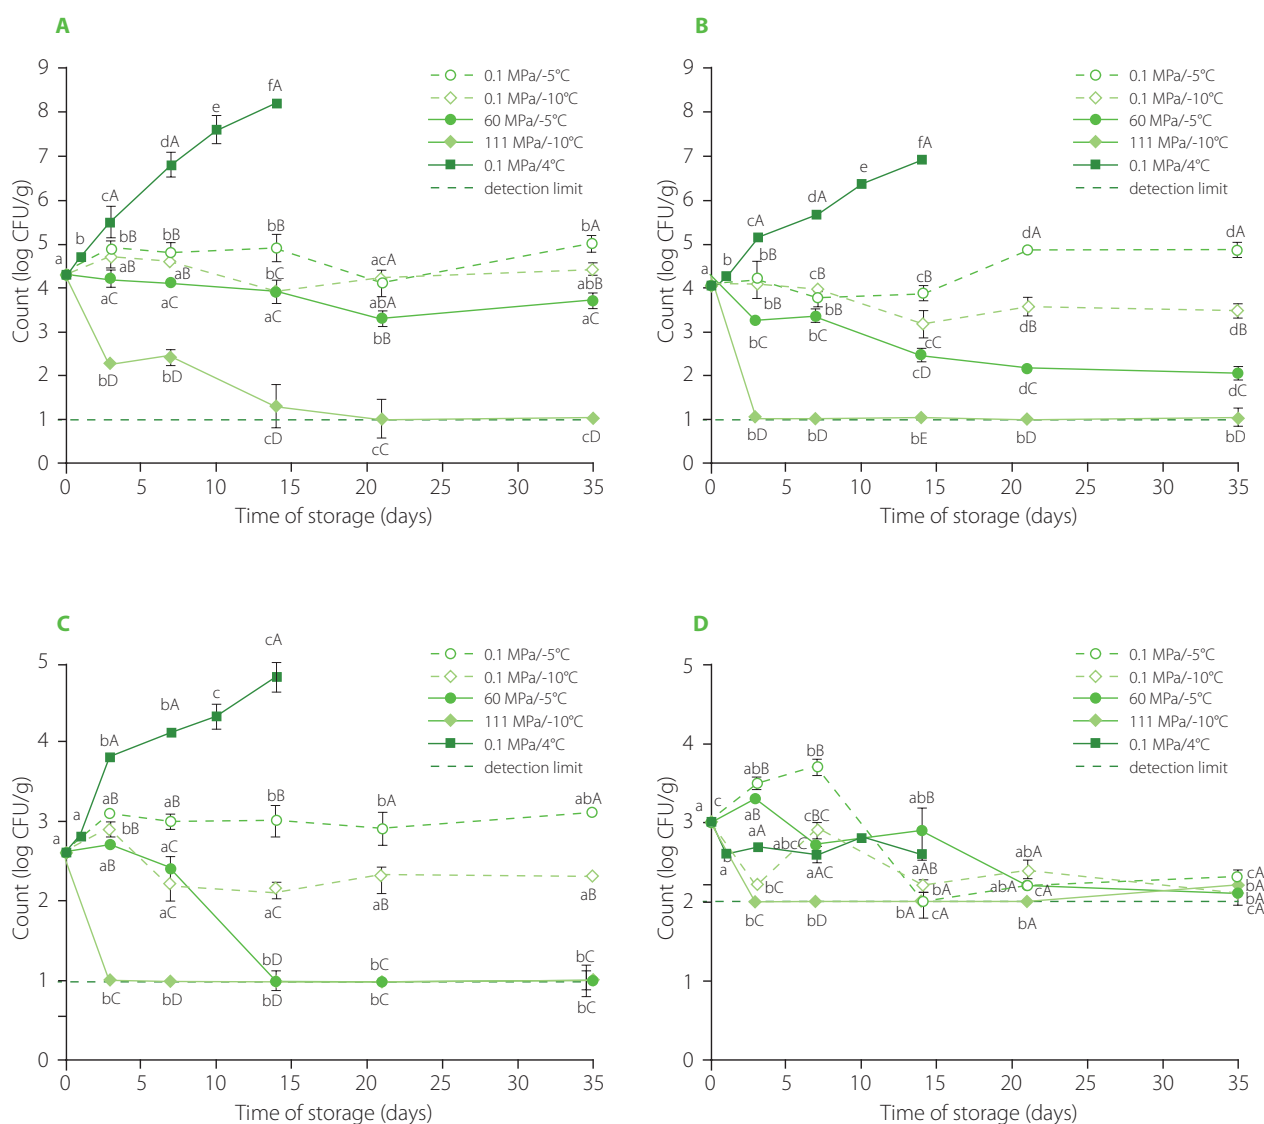 A
9
8
7
6
5
4
3
2
1
0
Count (log CFU/g)
0 5 10 15 20 25 30 35
Time of storage (days)
0.1 MPa/-5°C
0.1 MPa/-10°C
60 MPa/-5°C
111 MPa/-10°C
0.1 MPa/4°C
detection limit
a b cA dA e fA
bB bB bB acA bA
aB aB bC abA abB
aC aC aC bB aC
bD bD cD cC cD
B
9
8
7
6
5
4
3
2
1
0
Count (log CFU/g)
0 5 10 15 20 25 30 35
Time of storage (days)
0.1 MPa/-5°C
0.1 MPa/-10°C
60 MPa/-5°C
111 MPa/-10°C
0.1 MPa/4°C
detection limit
a b cA dA e fA
bB cB cB dA dA
bB bB cC dB dB
bC bC cD dC dC
bD bD bE bD bD
C
5
4
3
2
1
0
Count (log CFU/g)
0 5 10 15 20 25 30 35
Time of storage (days)
0.1 MPa/-5°C
0.1 MPa/-10°C
60 MPa/-5°C
111 MPa/-10°C
0.1 MPa/4°C
detection limit
a a bA bA c cA
aB aB bB bA abA
bB aC aC aB aB
aB aC bD bC bC
bC bD bD bC bC
D
5
4
3
2
1
0
Count (log CFU/g)
0 5 10 15 20 25 30 35
Time of storage (days)
0.1 MPa/-5°C
0.1 MPa/-10°C
60 MPa/-5°C
111 MPa/-10°C
0.1 MPa/4°C
detection limit
a c abB bB abB
aB cBC abA
aA abcC aAB cA
b bC aAC bA abA cA bA
a bC bD bA cA bA bA cA